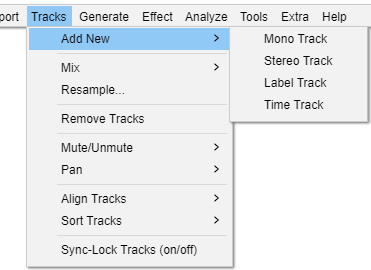 port Tracks Generate Effect Analyze Tools Extra Help
Add New
Mono Track
Stereo Track
Label Track
Time Track
Mix
Resample...
Remove Tracks
Mute/Unmute
Pan
Align Tracks
Sort Tracks
Sync-Lock Tracks (on/off)